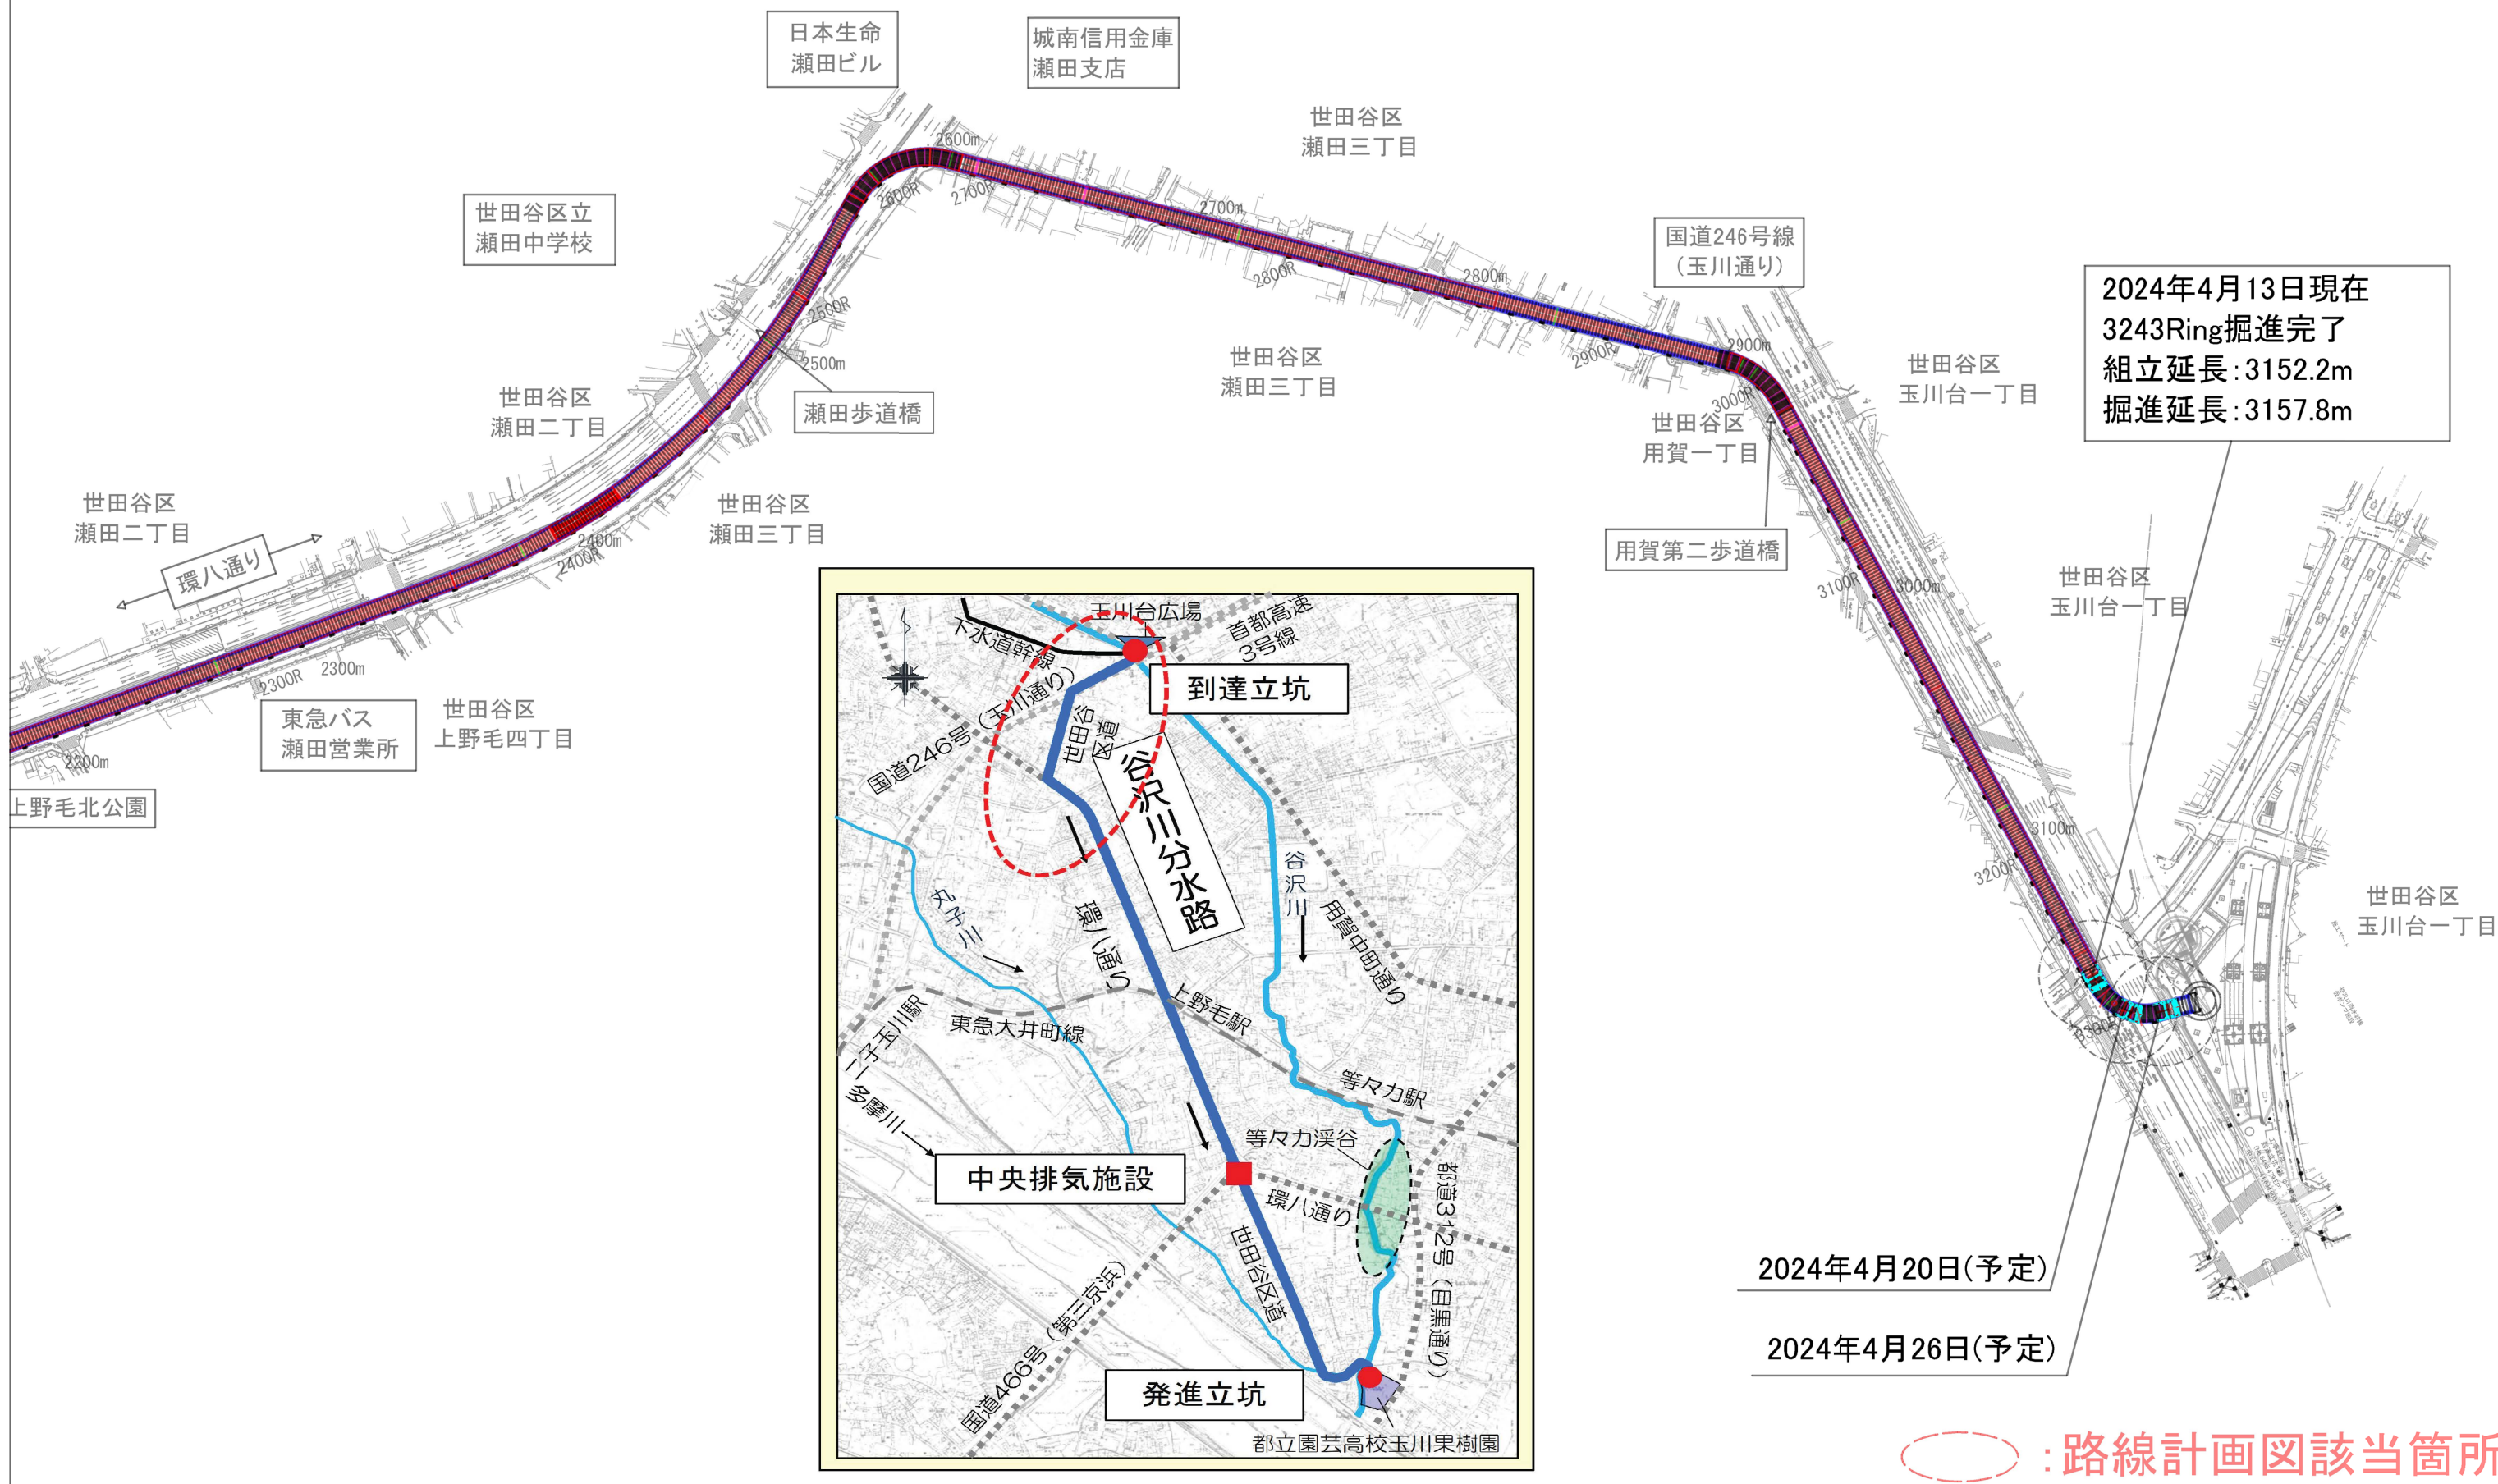 日本生命
瀬田ビル
城南信用金庫
瀬田支店
世田谷区
瀬田三丁目
2600m
2600R
2700R
世田谷区立
瀬田中学校
2700m
2800R
国道246号線
(玉川通り)
2800m
2024年4月13日現在
3243Ring掘進完了
組立延長:3152.2m
掘進延長:3157.8m
2500R
2500m
2900R
2900m
世田谷区
瀬田三丁目
世田谷区
玉川台一丁目
世田谷区
瀬田二丁目
瀬田歩道橋
3000R
世田谷区
用賀一丁目
世田谷区
瀬田二丁目
環八通り
世田谷区
瀬田三丁目
2400m
2400R
用賀第二歩道橋
3100R
3000m
世田谷区
玉川台一丁目
2300R
2300m
東急バス
瀬田営業所
世田谷区
上野毛四丁目
2200m
上野毛北公園
3100m
3200R
世田谷区
玉川台一丁目
3300R
玉川台広場
首都高速
3号線
下水道幹線
到達立坑
国道246号(玉川通り)
世田谷
区道
谷沢川分水路
谷沢川
丸子川
環八通り
用賀中町通り
上野毛駅
東急大井町線
二子玉川駅
多摩川
等々力駅
等々力渓谷
中央排気施設
環八通り
都道312号(目黒通り)
世田谷区道
国道466号(第三京浜)
発進立坑
都立園芸高校玉川果樹園
2024年4月20日(予定)
2024年4月26日(予定)
:路線計画図該当箇所